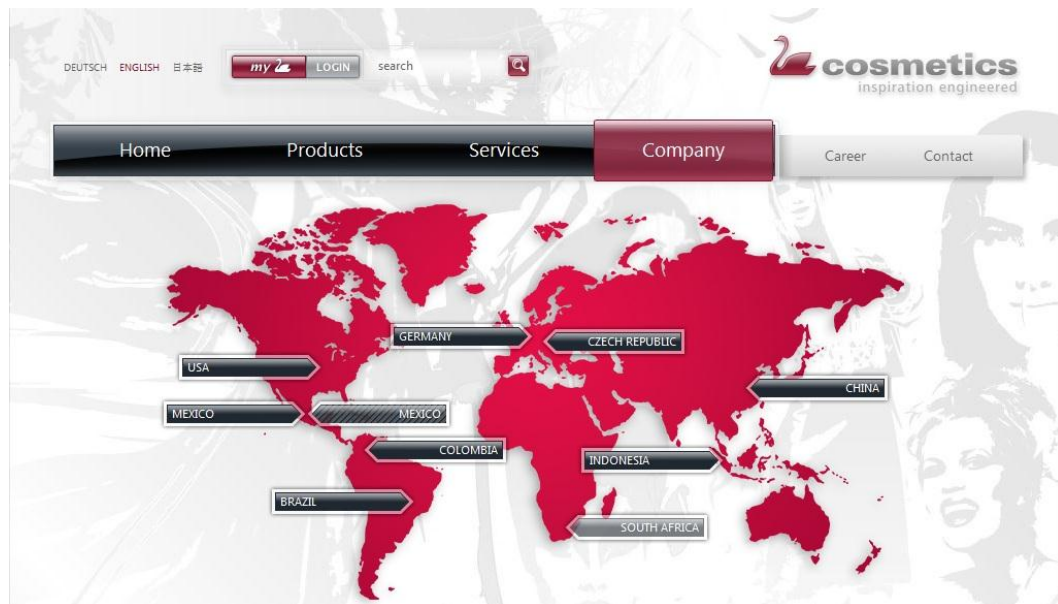 DEUTSCH ENGLISH 日本語
my LOGIN
search
cosmetics
inspiration engineered
Home Products Services Company Career Contact
GERMANY
CZECH REPUBLIC
USA
CHINA
MEXICO
MEXICO
COLOMBIA
INDONESIA
BRAZIL
SOUTH AFRICA